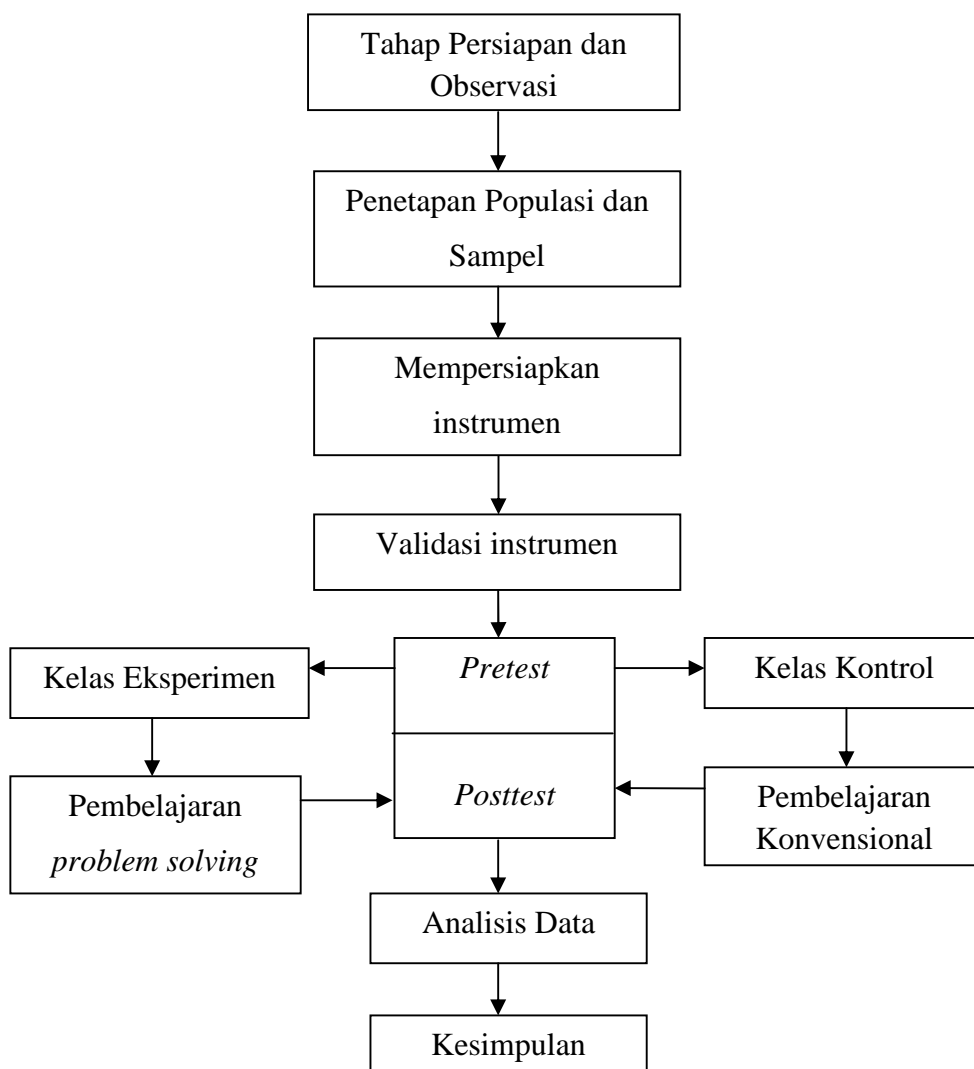 Tahap Persiapan dan
Observasi
Penetapan Populasi dan
Sampel
Mempersiapkan
instrumen
Validasi instrumen
Kelas Eksperimen
Pretest
Kelas Kontrol
Pembelajaran
problem solving
Posttest
Pembelajaran
Konvensional
Analisis Data
Kesimpulan